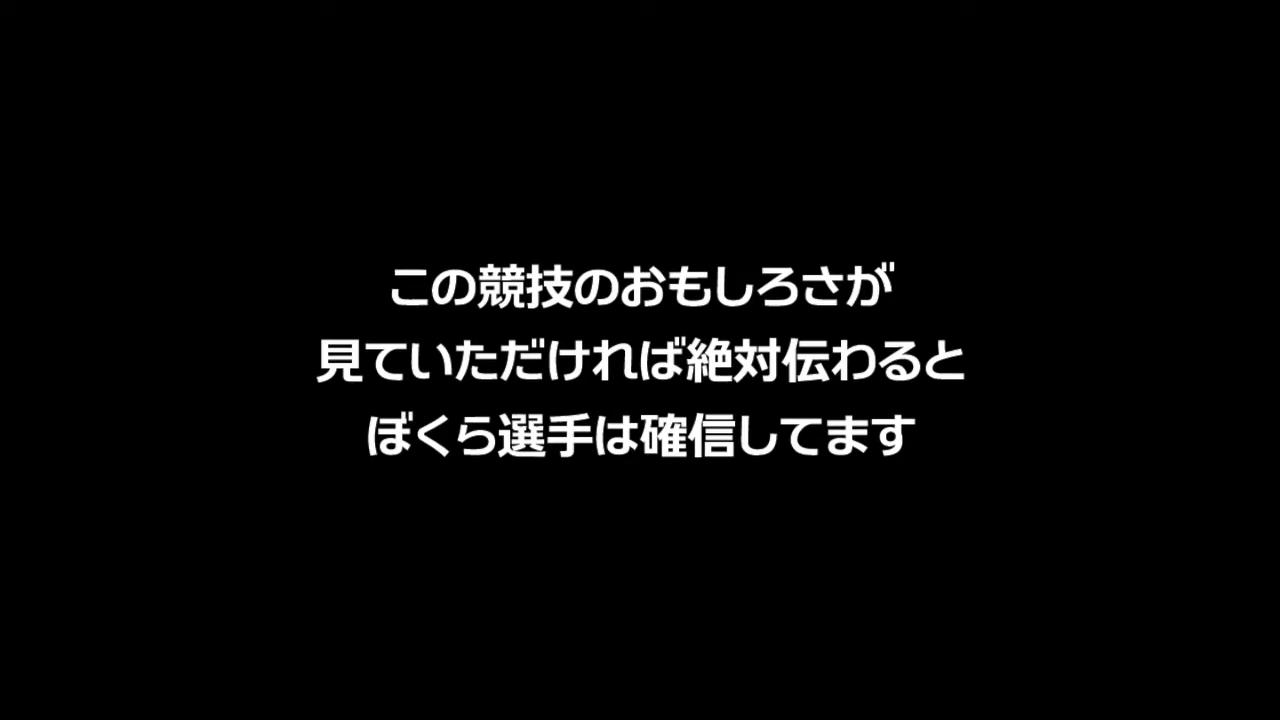 この競技のおもしろさが
見ていただければ絶対伝わると
ぼくら選手は確信してます